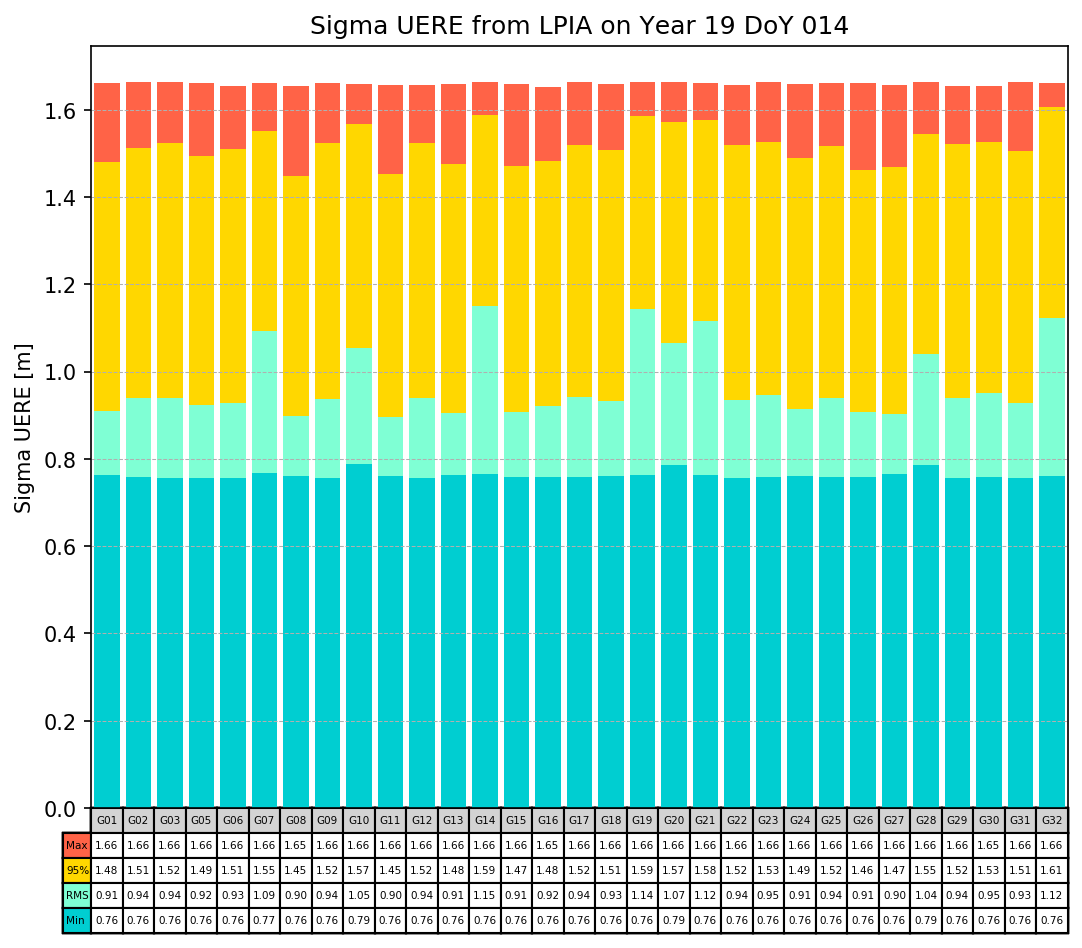 Sigma UERE from LPIA on Year 19 DoY 014
Sigma UERE [m]
1.6
1.4
1.2
1.0
0.8
0.6
0.4
0.2
0.0
G01 G02 G03 G05 G06 G07 G08 G09 G10 G11 G12 G13 G14 G15 G16 G17 G18 G19 G20 G21 G22 G23 G24 G25 G26 G27 G28 G29 G30 G31 G32
Max 1.66 1.66 1.66 1.66 1.66 1.66 1.65 1.66 1.66 1.66 1.66 1.66 1.66 1.66 1.65 1.66 1.66 1.66 1.66 1.66 1.66 1.66 1.66 1.66 1.66 1.66 1.66 1.66 1.65 1.66 1.66
95% 1.48 1.51 1.52 1.49 1.51 1.55 1.45 1.52 1.57 1.45 1.52 1.48 1.59 1.47 1.48 1.52 1.51 1.59 1.57 1.58 1.52 1.53 1.49 1.52 1.46 1.47 1.55 1.52 1.53 1.51 1.61
RMS 0.91 0.94 0.94 0.92 0.93 1.09 0.90 0.94 1.05 0.90 0.94 0.91 1.15 0.91 0.92 0.94 0.93 1.14 1.07 1.12 0.94 0.95 0.91 0.94 0.91 0.90 1.04 0.94 0.95 0.93 1.12
Min 0.76 0.76 0.76 0.76 0.76 0.77 0.76 0.76 0.79 0.76 0.76 0.76 0.76 0.76 0.76 0.76 0.76 0.76 0.79 0.76 0.76 0.76 0.76 0.76 0.76 0.76 0.79 0.76 0.76 0.76 0.76